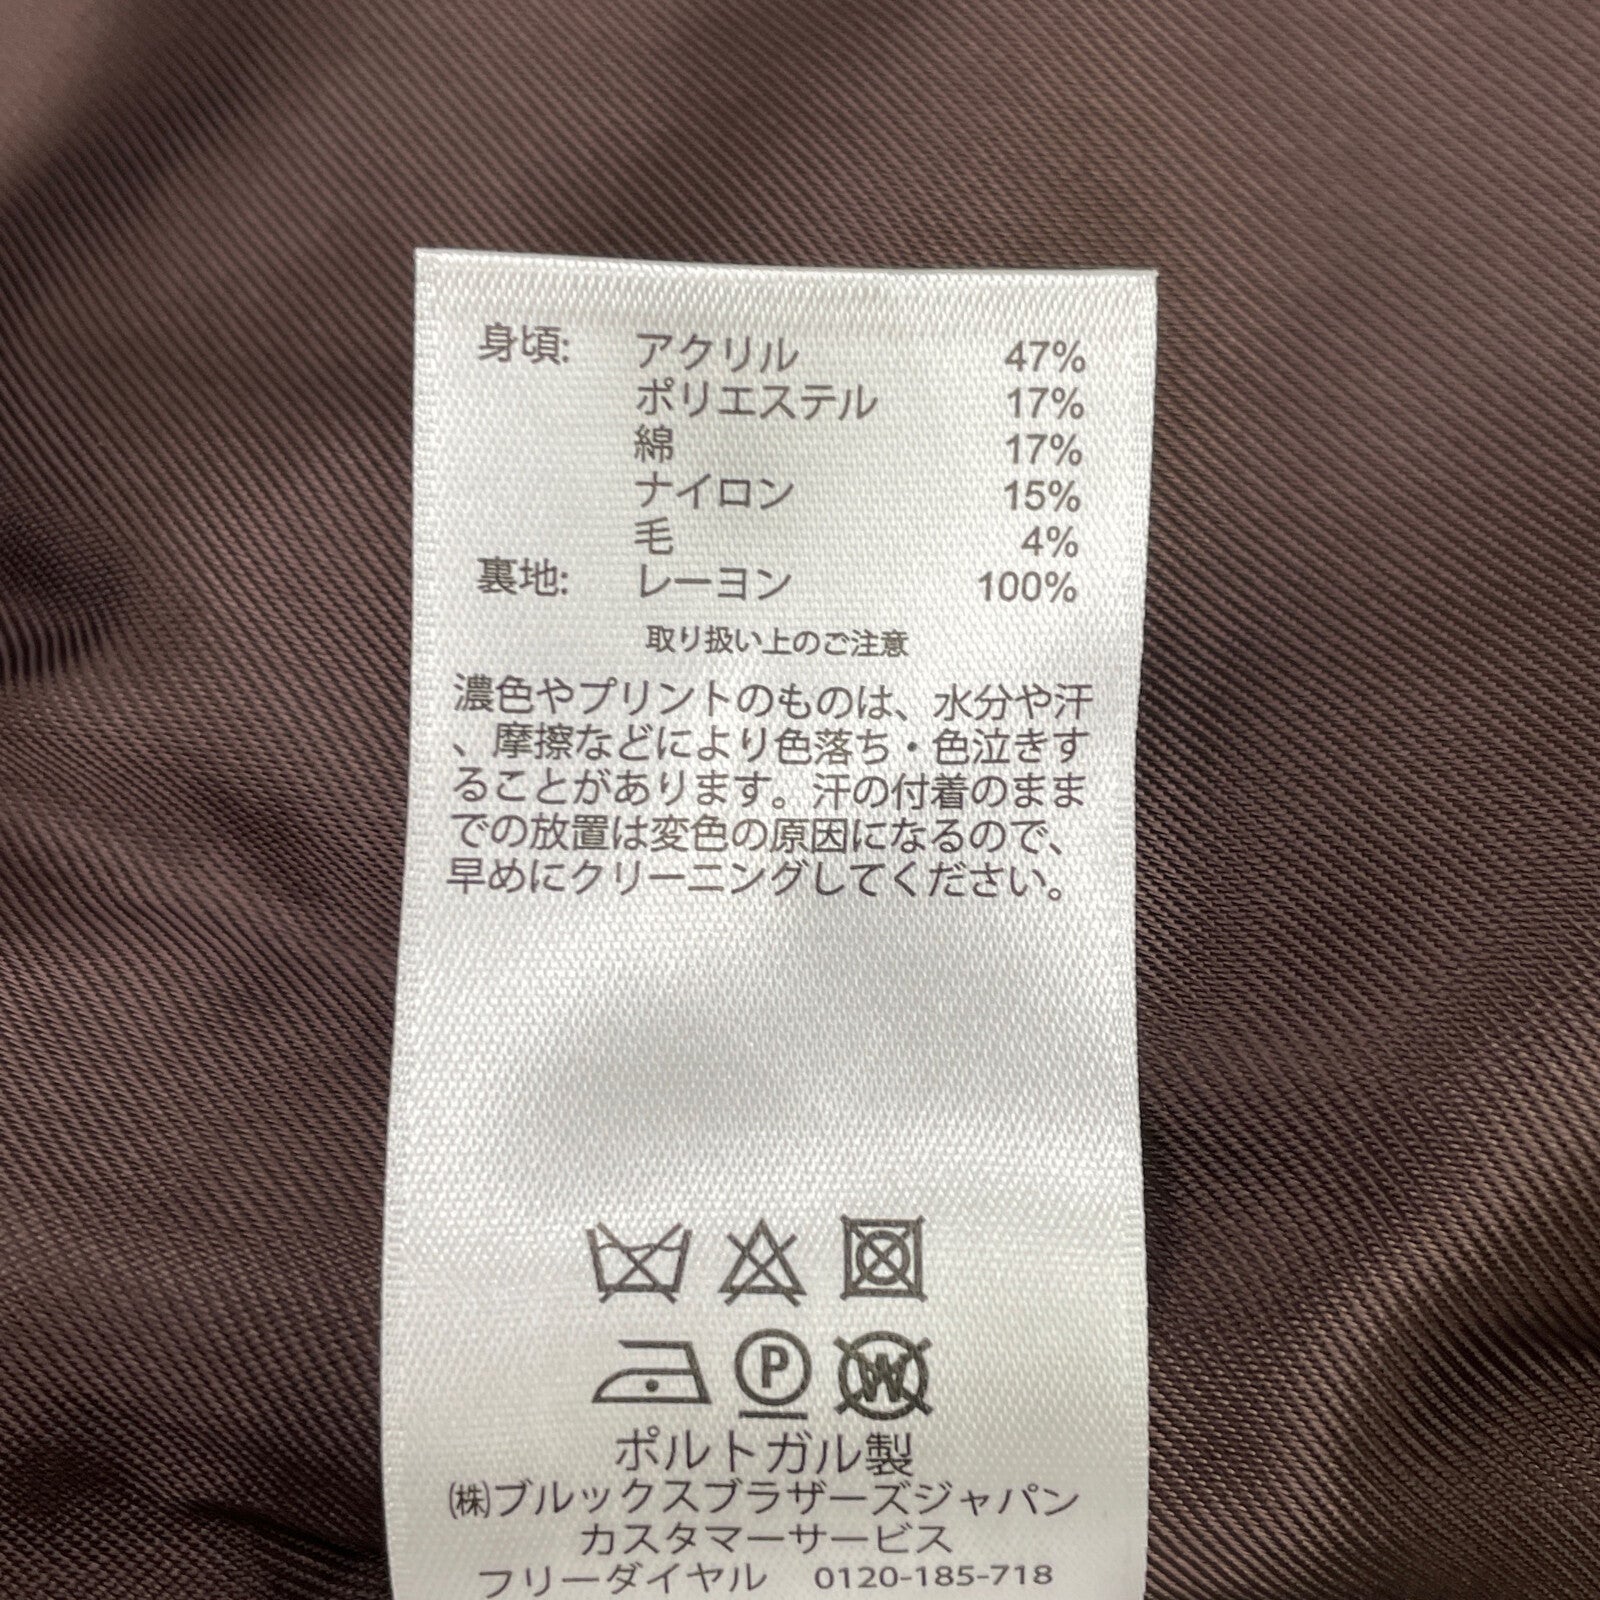 身頃: アクリル 47%
ポリエステル 17%
綿 17%
ナイロン 15%
毛 4%
裏地: レーヨン 100%
取り扱い上のご注意
濃色やプリントのものは、水分や汗
、摩擦などにより色落ち・色泣きす
ることがあります。汗の付着のまま
での放置は変色の原因になるので、
早めにクリーニングしてください。
P W
ポルトガル製
㈱ブルックスブラザーズジャパン
カスタマーサービス
フリーダイヤル 0120-185-718